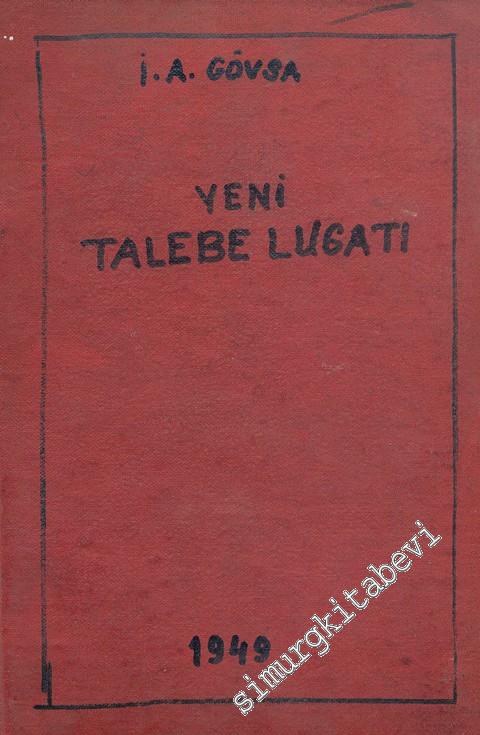 İ. A. GÖVSA
YENİ
TALEBE LUGATI
1949
simurgkitabevi